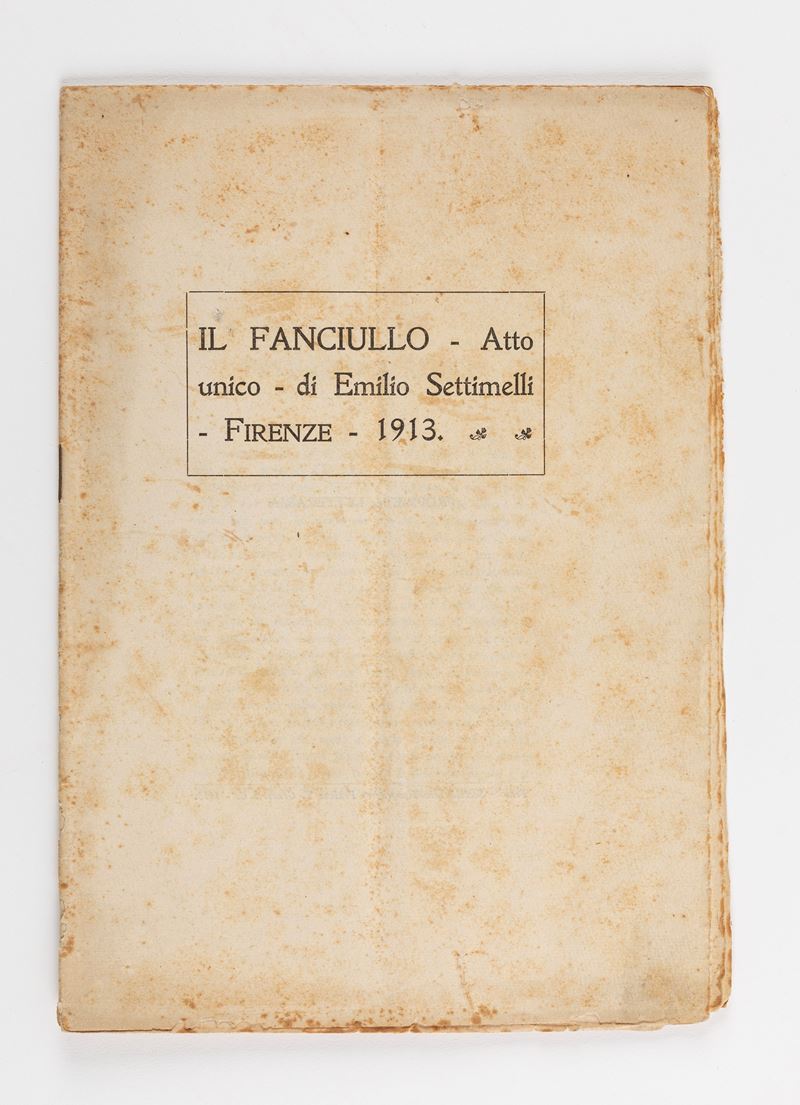 IL FANCIULLO - Atto
unico - di Emilio Settimelli
- FIRENZE - 1913.